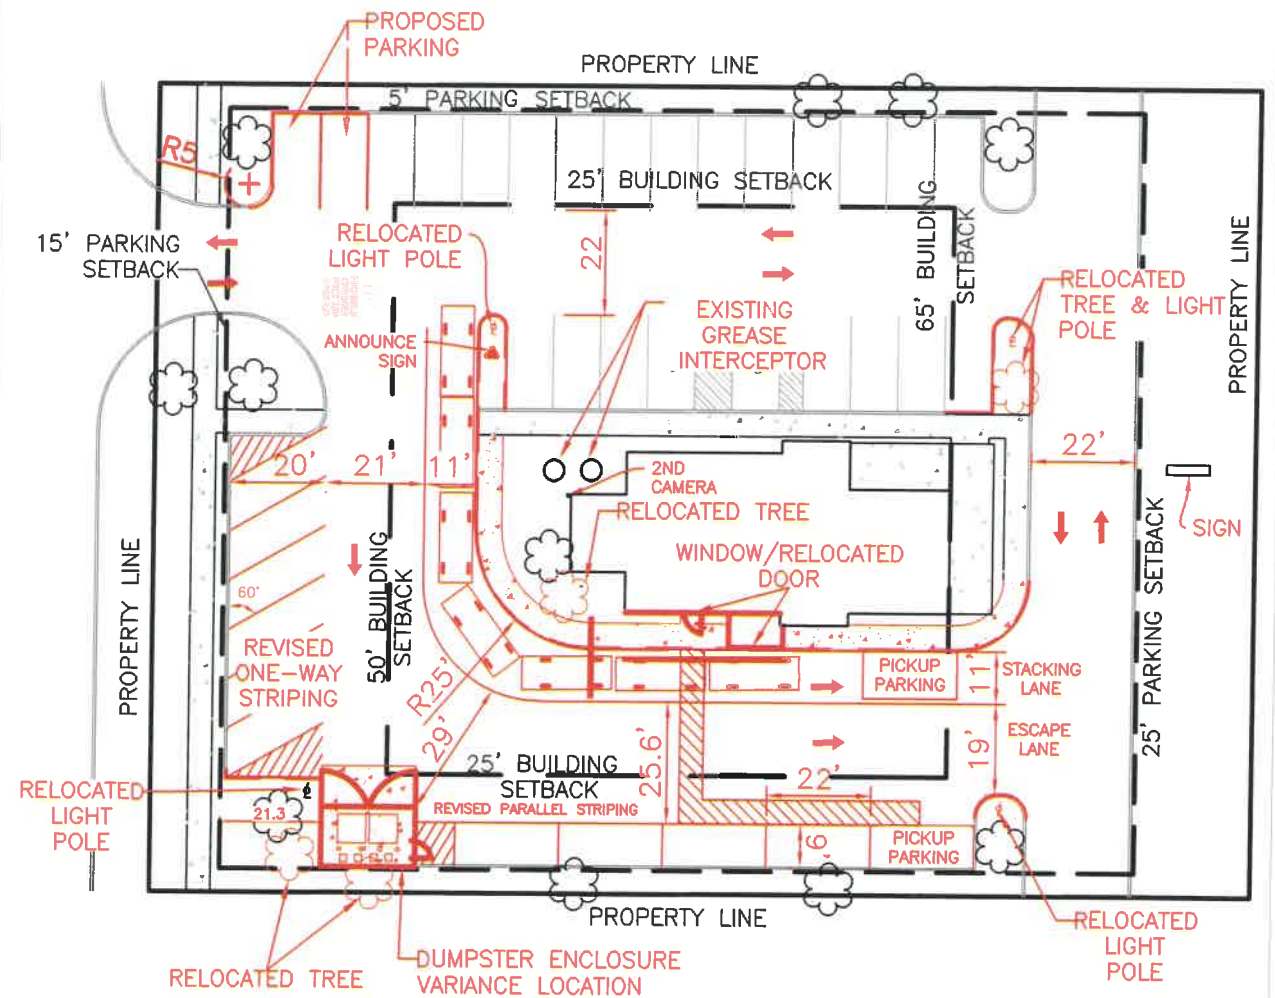 PROPOSED
PARKING
PROPERTY LINE
5' PARKING SETBACK
R5
25' BUILDING SETBACK
65' BUILDING
SETBACK
15' PARKING
SETBACK
RELOCATED
LIGHT POLE
22
PROPERTY LINE
RELOCATED
TREE & LIGHT
POLE
EXISTING
GREASE
INTERCEPTOR
ANNOUNCE
SIGN
20'
21'
11'
22'
2ND
CAMERA
RELOCATED TREE
SIGN
WINDOW/RELOCATED
DOOR
PROPERTY LINE
50' BUILDING
SETBACK
25' PARKING SETBACK
60'
REVISED
ONE-WAY
STRIPING
R25'
29'
PICKUP
PARKING
11'
STACKING
LANE
19'
ESCAPE
LANE
25.6'
25' BUILDING
SETBACK
22'
REVISED PARALLEL STRIPING
RELOCATED
LIGHT
POLE
21.3
PICKUP
PARKING
PROPERTY LINE
RELOCATED
LIGHT
POLE
RELOCATED TREE
DUMPSTER ENCLOSURE
VARIANCE LOCATION